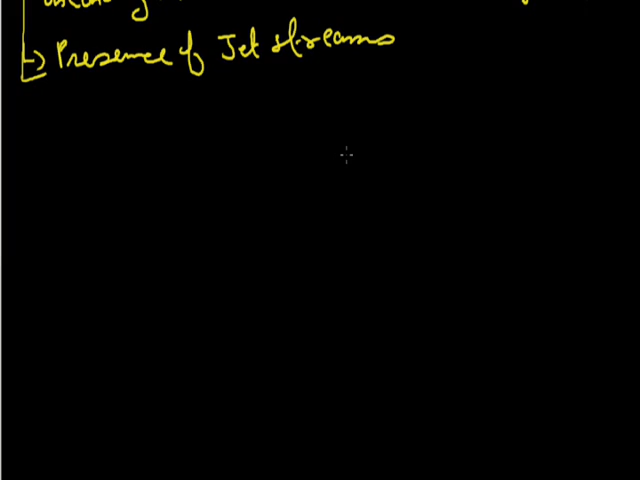 → Presence of Jet streams